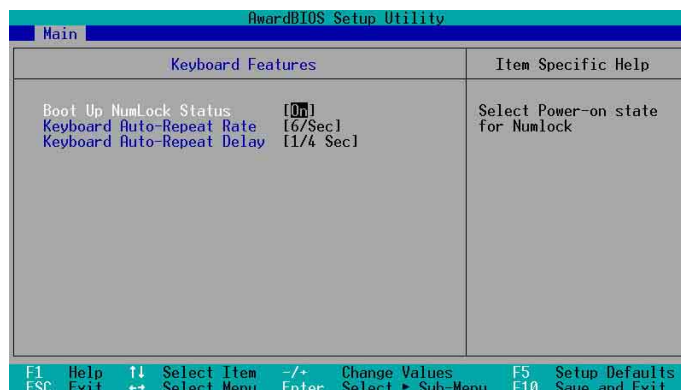 AwardBIOS Setup Utility
Main
Keyboard Features
Item Specific Help
Boot Up NumLock Status [On]
Keyboard Auto-Repeat Rate [6/Sec]
Keyboard Auto-Repeat Delay [1/4 Sec]
Select Power-on state
for Numlock
F1 Help ↑↓ Select Item -/+ Change Values F5 Setup Defaults
ESC Exit ←→ Select Menu Enter Select ► Sub-Menu F10 Save and Exit